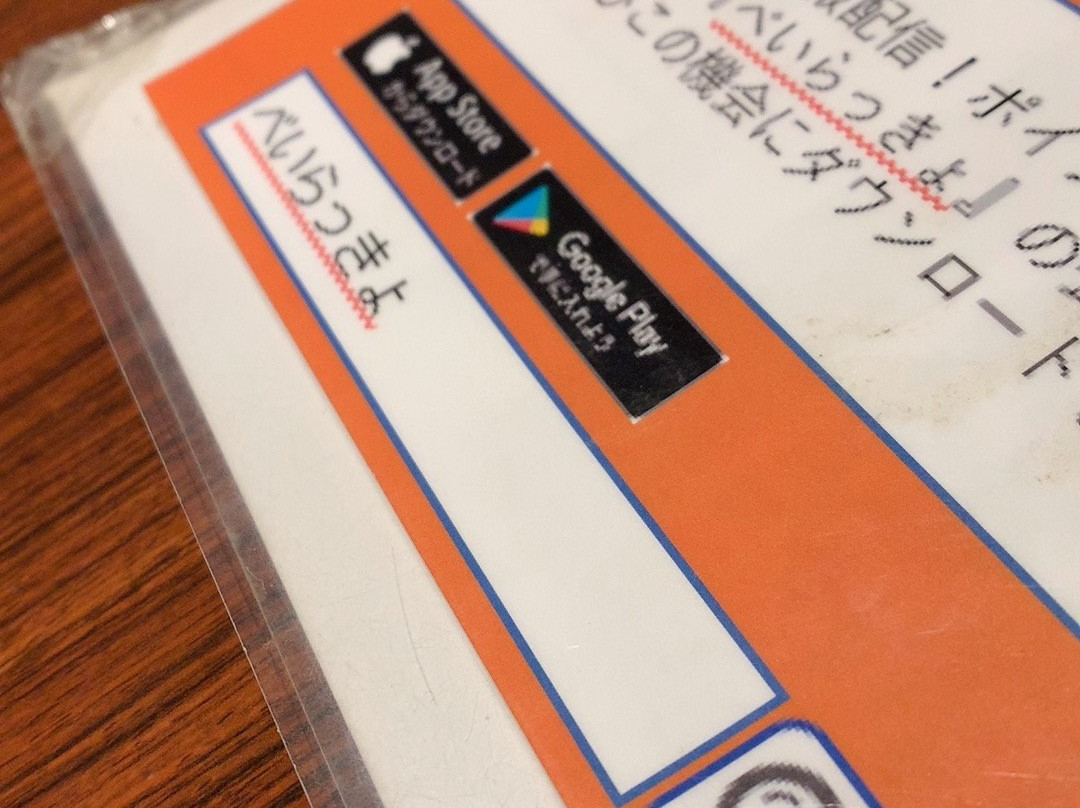 配信！ポイ
べいらつきよ』の
この機会にダウンロード
App Store
からダウンロード
Google Play
で手に入れよう
べいらつきよ